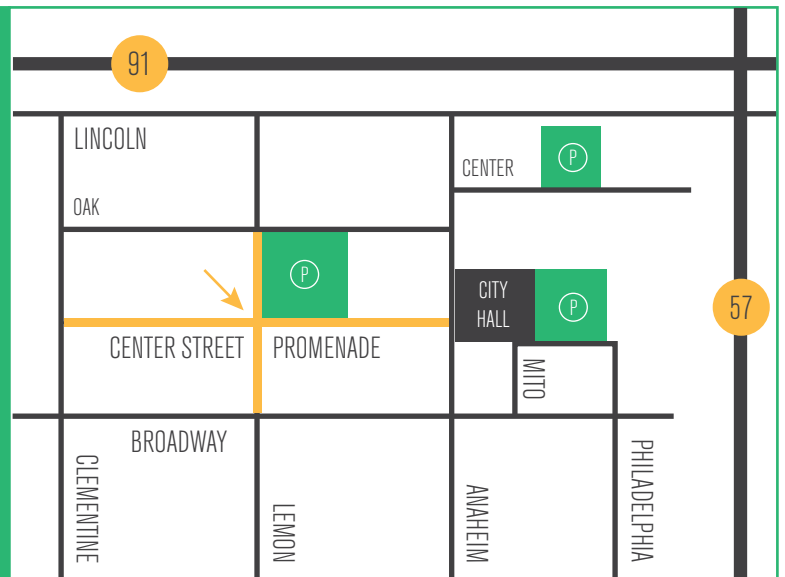 91
LINCOLN
CENTER
P
OAK
P
CITY
HALL
P
57
CENTER STREET
PROMENADE
MITO
BROADWAY
CLEMENTINE
LEMON
ANAHEIM
PHILADELPHIA